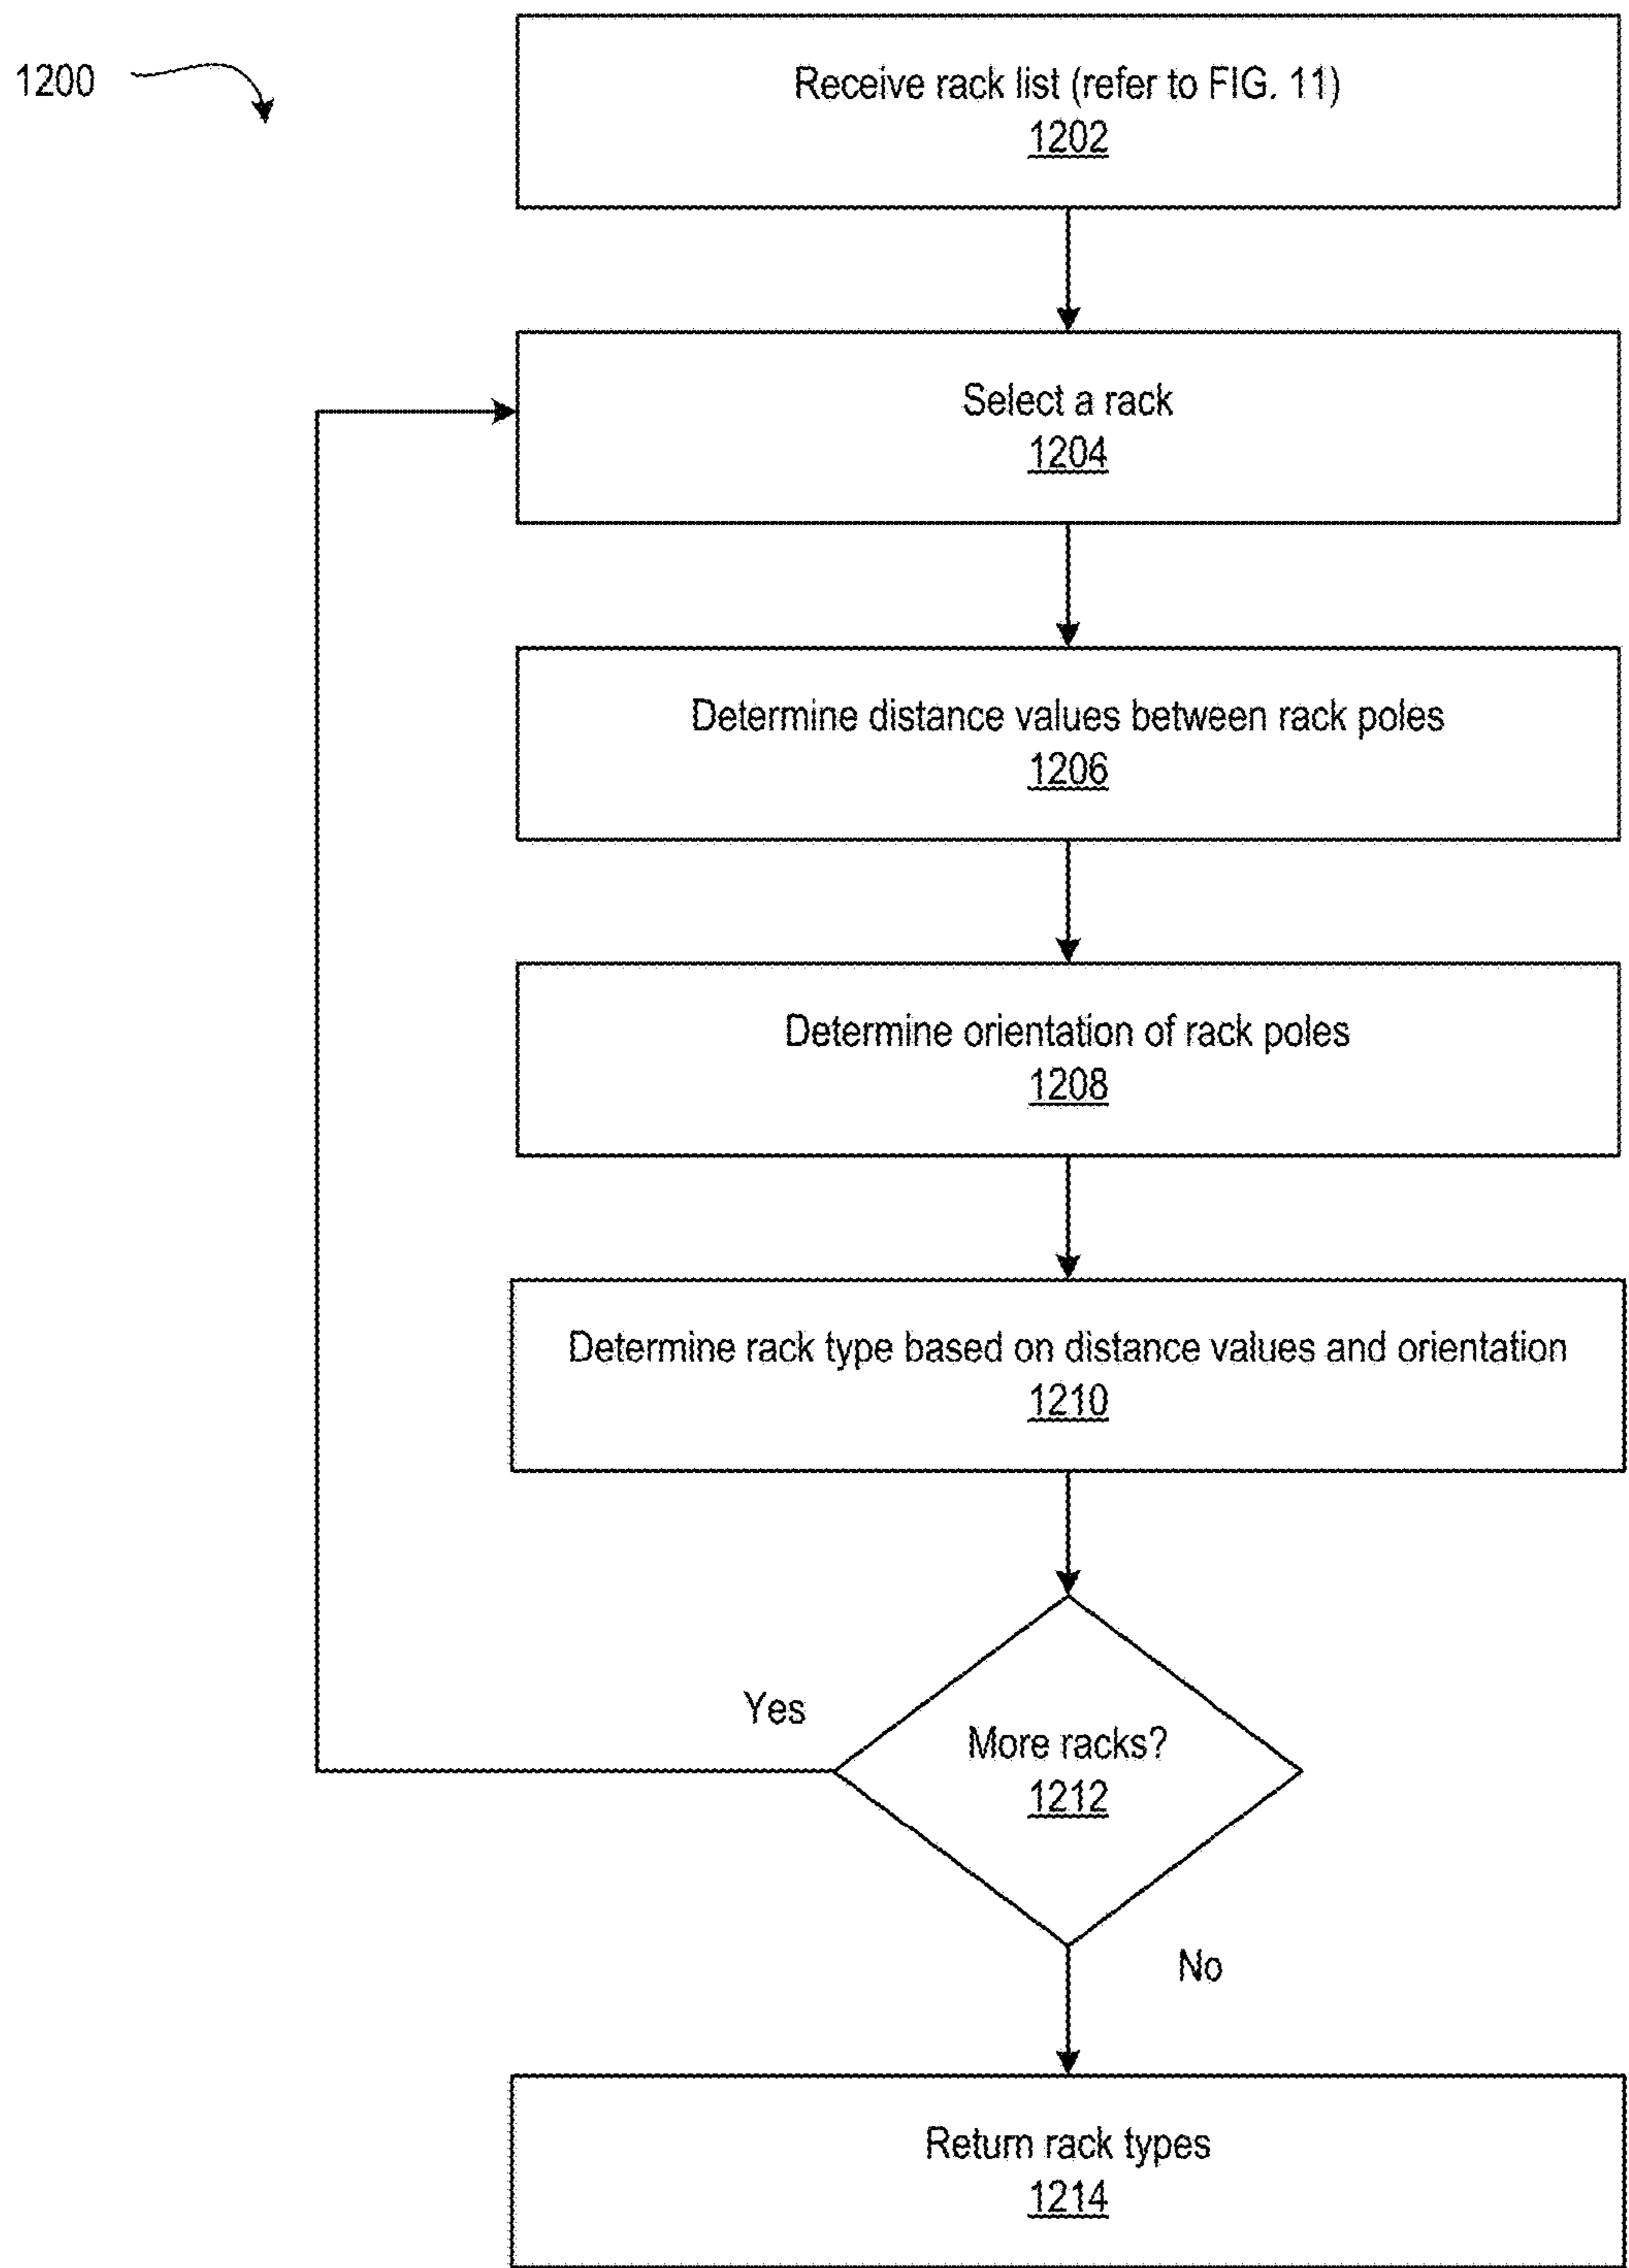 1200
Receive rack list (refer to FIG. 11)
1202
Select a rack
1204
Determine distance values between rack poles
1206
Determine orientation of rack poles
1208
Determine rack type based on distance values and orientation
1210
Yes
More racks?
1212
No
Return rack types
1214